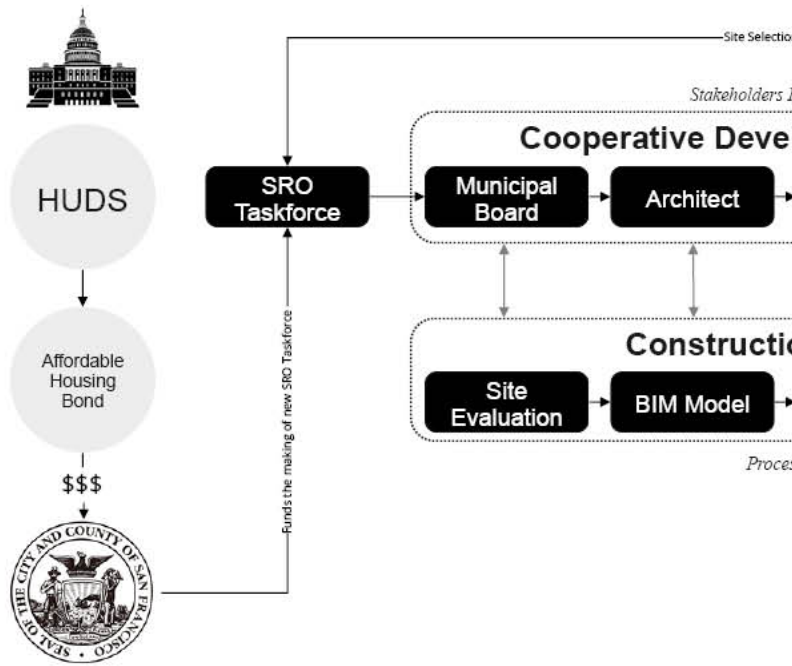 Site Selection
Stakeholders
Cooperative Deve
HUDS
SRO
Taskforce
Municipal
Board
Architect
Affordable
Housing
Bond
$$$
Funds the making of new SRO Taskforce
Constructio
Site
Evaluation
BIM Model
Proces
SEAL OF THE CITY AND COUNTY OF SAN FRANCISCO